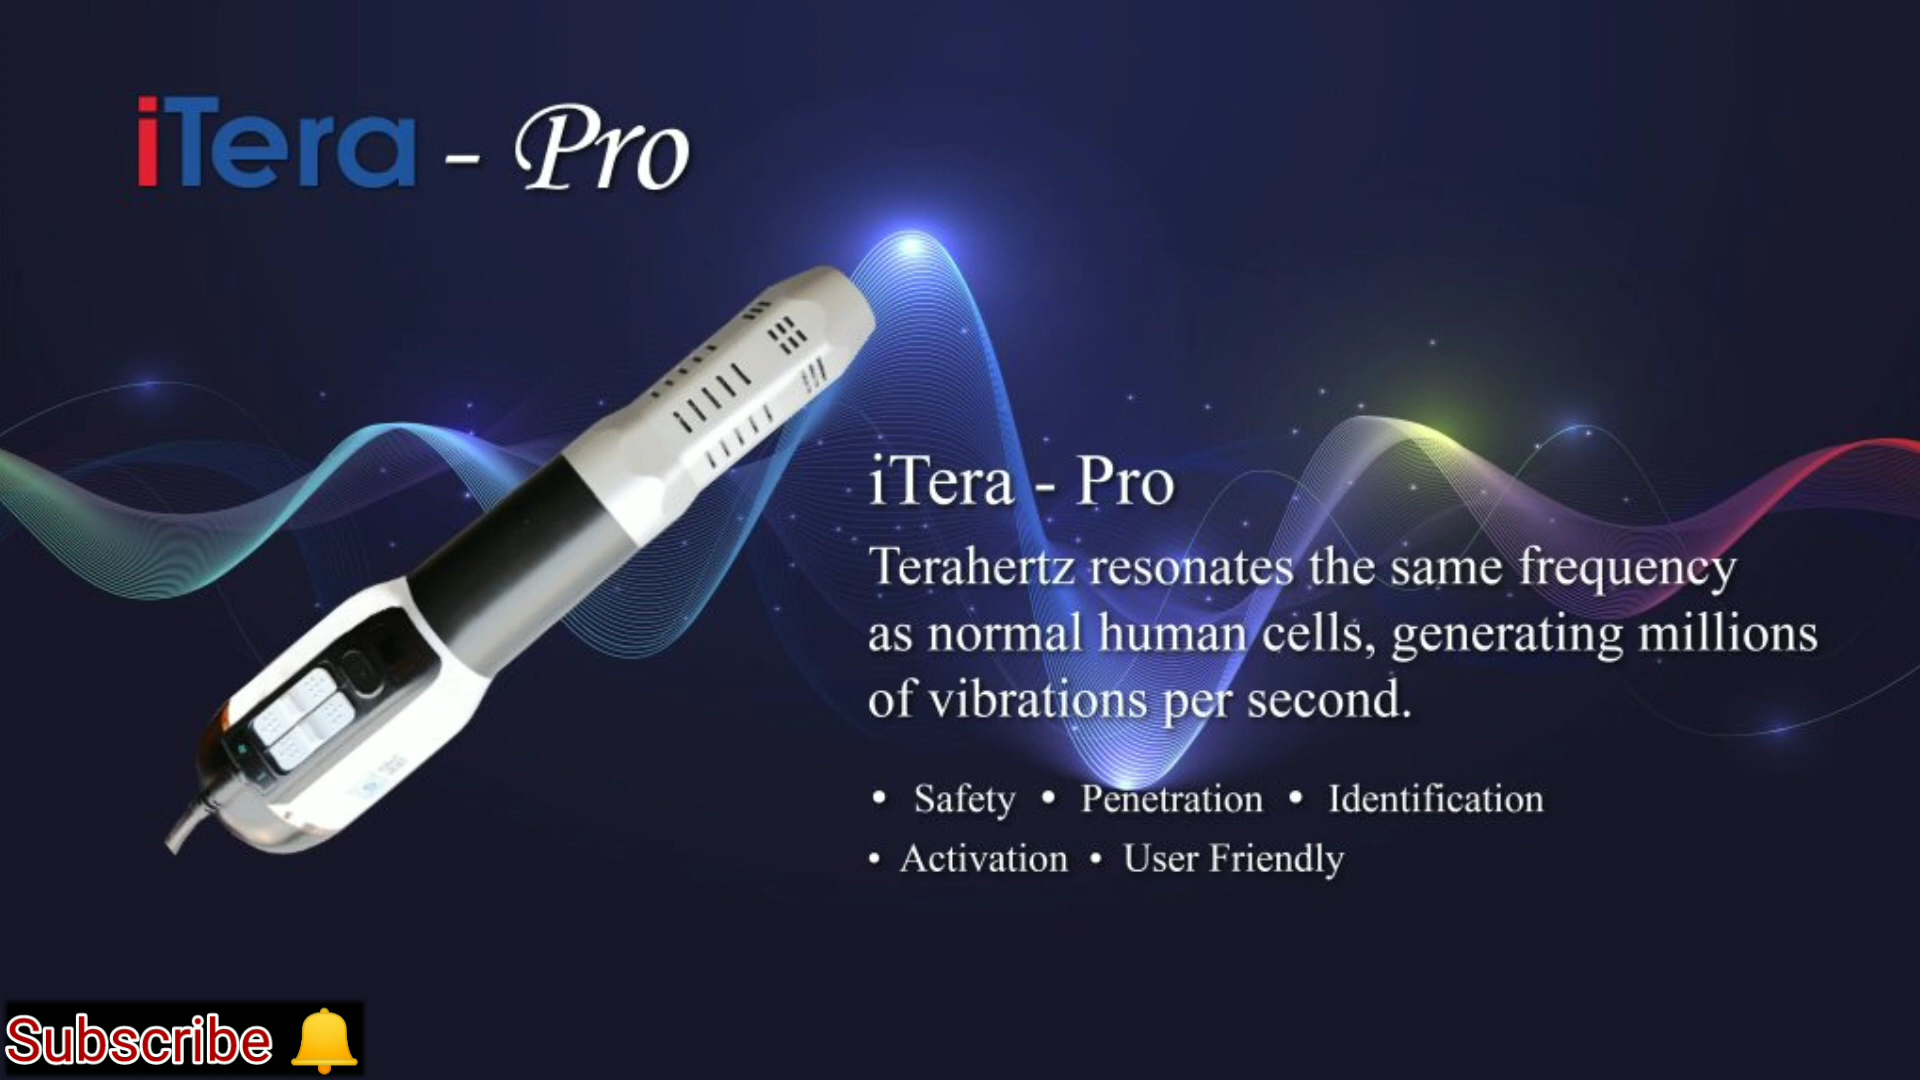 iTera - Pro
iTera - Pro
Terahertz resonates the same frequency
as normal human cells, generating millions
of vibrations per second.
• Safety • Penetration • Identification
• Activation • User Friendly
Subscribe